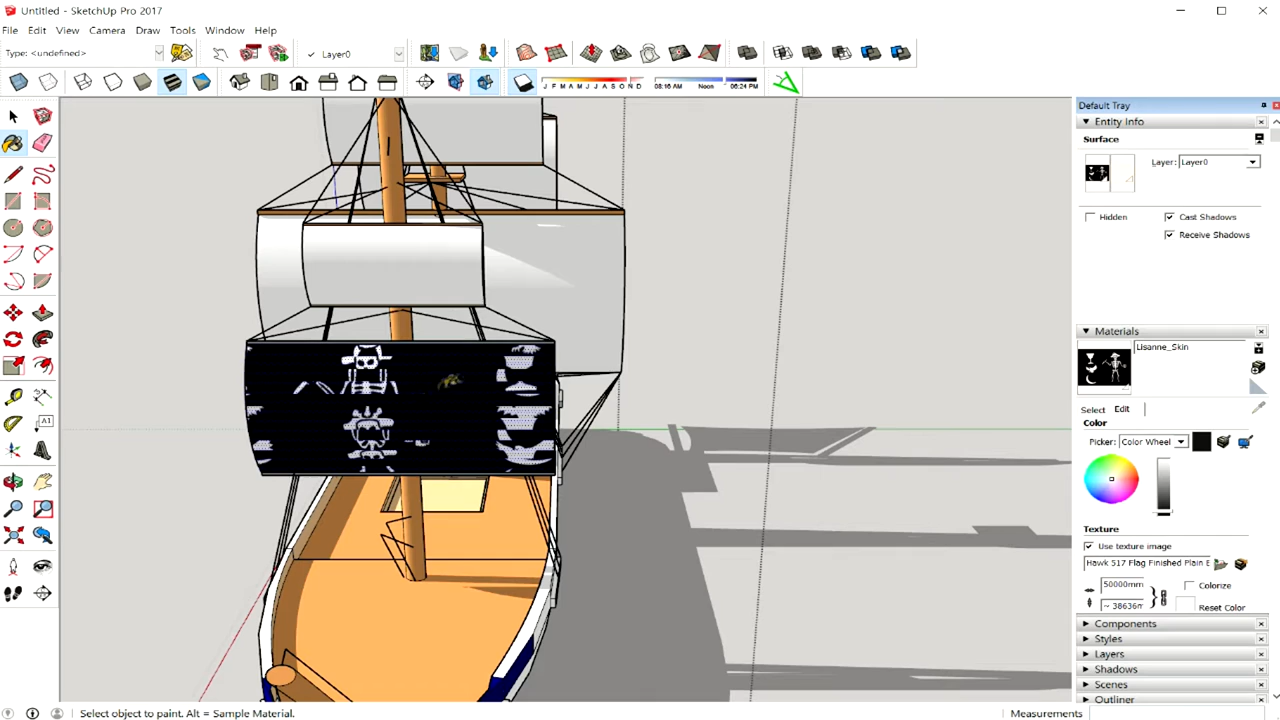 Untitled - SketchUp Pro 2017
File Edit View Camera Draw Tools Window Help
Type: <undefined>
Layer0
J F M A M J J A S O N D
08:16 AM Noon 06:24 PM
Default Tray
Entity Info
Surface
Layer: Layer0
Hidden
Cast Shadows
Receive Shadows
Materials
Lisanne_Skin
Select Edit
Color
Picker: Color Wheel
Texture
Use texture image
Hawk 517 Flag Finished Plain E
50000mm
Colorize
~ 38636m
Reset Color
Components
Styles
Layers
Shadows
Scenes
Outliner
A1
Select object to paint. Alt = Sample Material.
Measurements